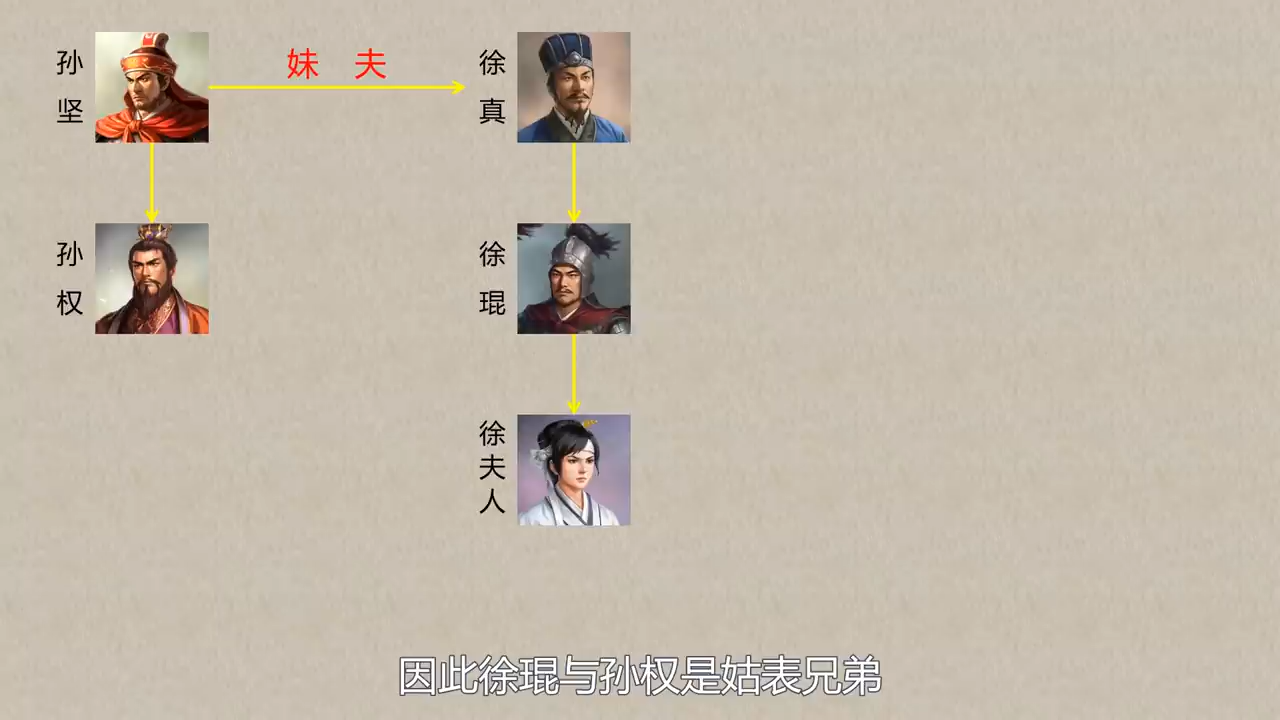 孙坚
妹 夫
徐真
孙权
徐琨
徐夫人
因此徐琨与孙权是姑表兄弟